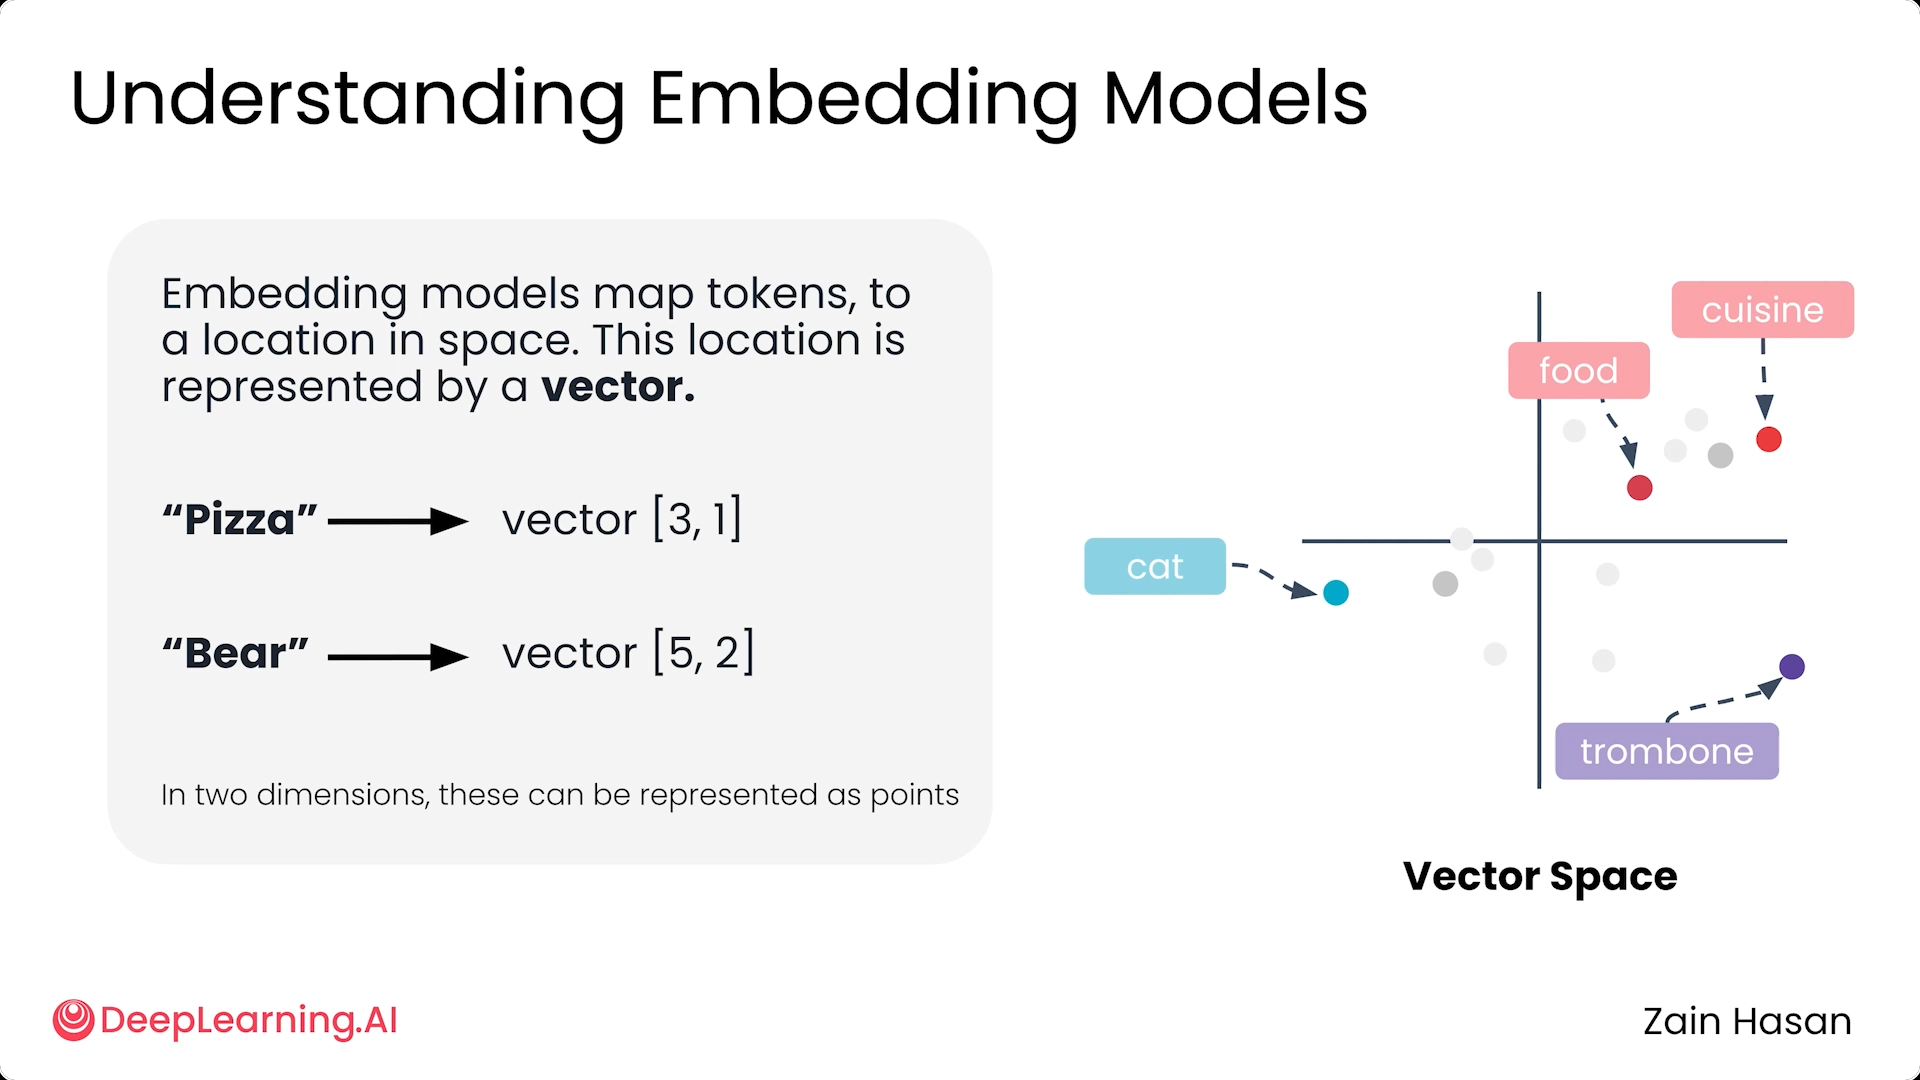 Understanding Embedding Models
Embedding models map tokens, to
a location in space. This location is
represented by a vector.
“Pizza” vector [3, 1]
“Bear” vector [5, 2]
In two dimensions, these can be represented as points
cuisine
food
cat
trombone
Vector Space
DeepLearning.AI
Zain Hasan